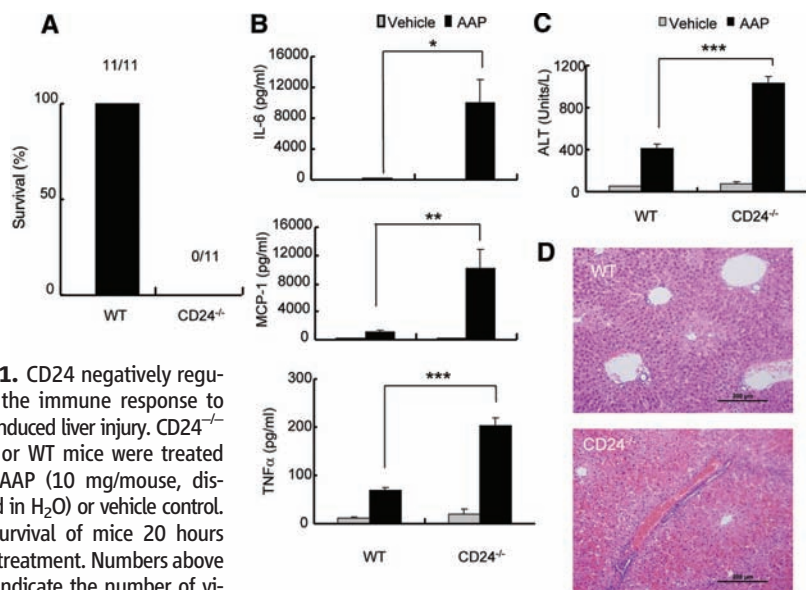 A
11/11
100
50
0
Survival (%)
0/11
WT CD24-/-
B
Vehicle AAP
*
16000
12000
8000
4000
0
IL-6 (pg/ml)
**
16000
12000
8000
4000
0
MCP-1 (pg/ml)
***
300
200
100
0
TNFα (pg/ml)
WT CD24-/-
C
Vehicle AAP
***
1200
800
400
0
ALT (Units/L)
WT CD24-/-
D
WT
CD24-/-
1. CD24 negatively regu-
the immune response to
nduced liver injury. CD24−/−
or WT mice were treated
AAP (10 mg/mouse, dis-
d in H2O) or vehicle control.
urvival of mice 20 hours
treatment. Numbers above
ndicate the number of vi-